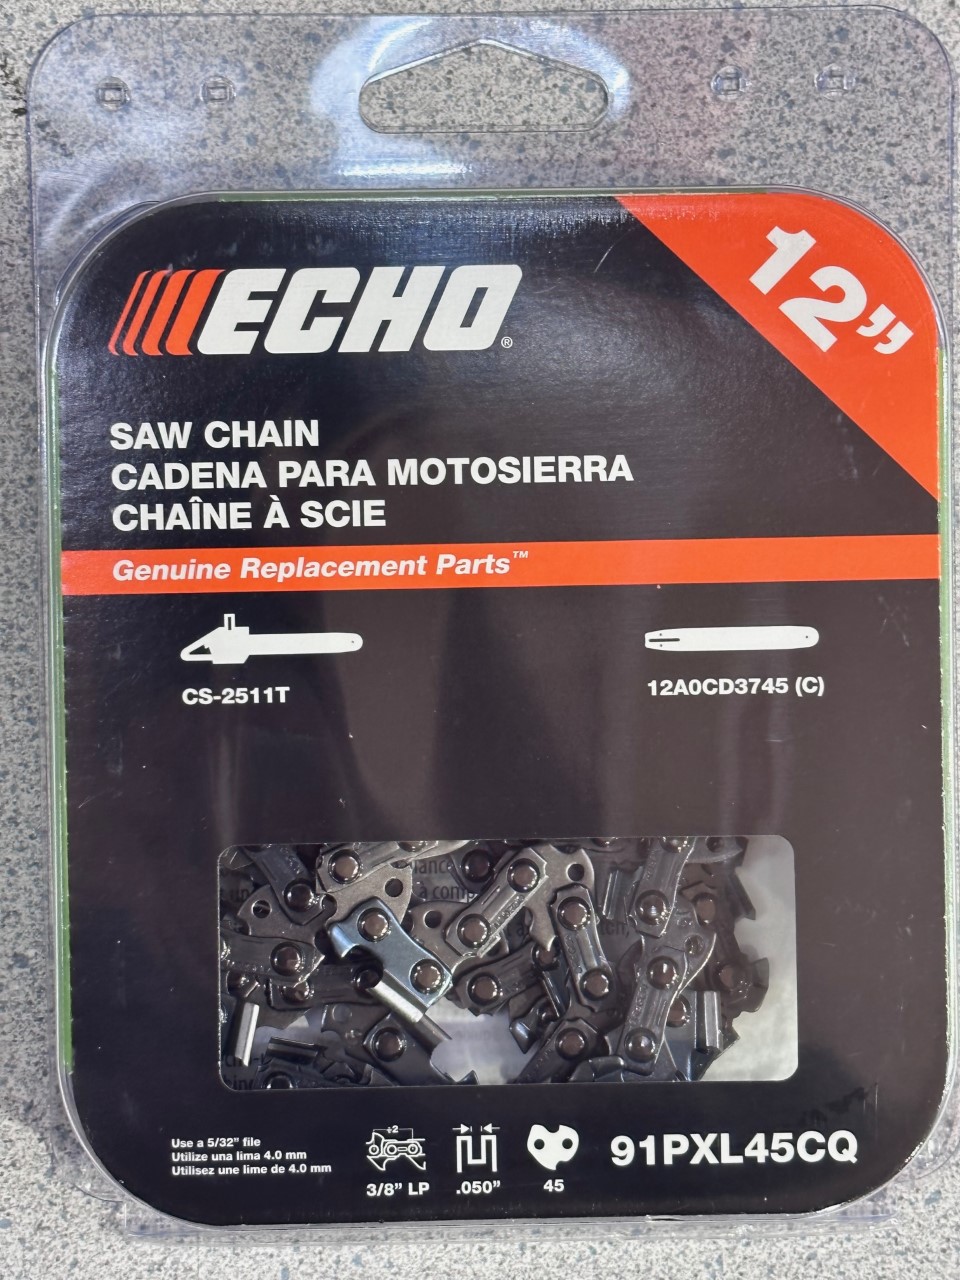 12”
ECHO®
SAW CHAIN
CADENA PARA MOTOSIERRA
CHAÎNE À SCIE
Genuine Replacement Parts™
CS-2511T
12A0CD3745 (C)
à com
Use a 5/32” file
Utilize una lima 4.0 mm
Utilisez une lime de 4.0 mm
÷2
3/8” LP
.050”
45
91PXL45CQ